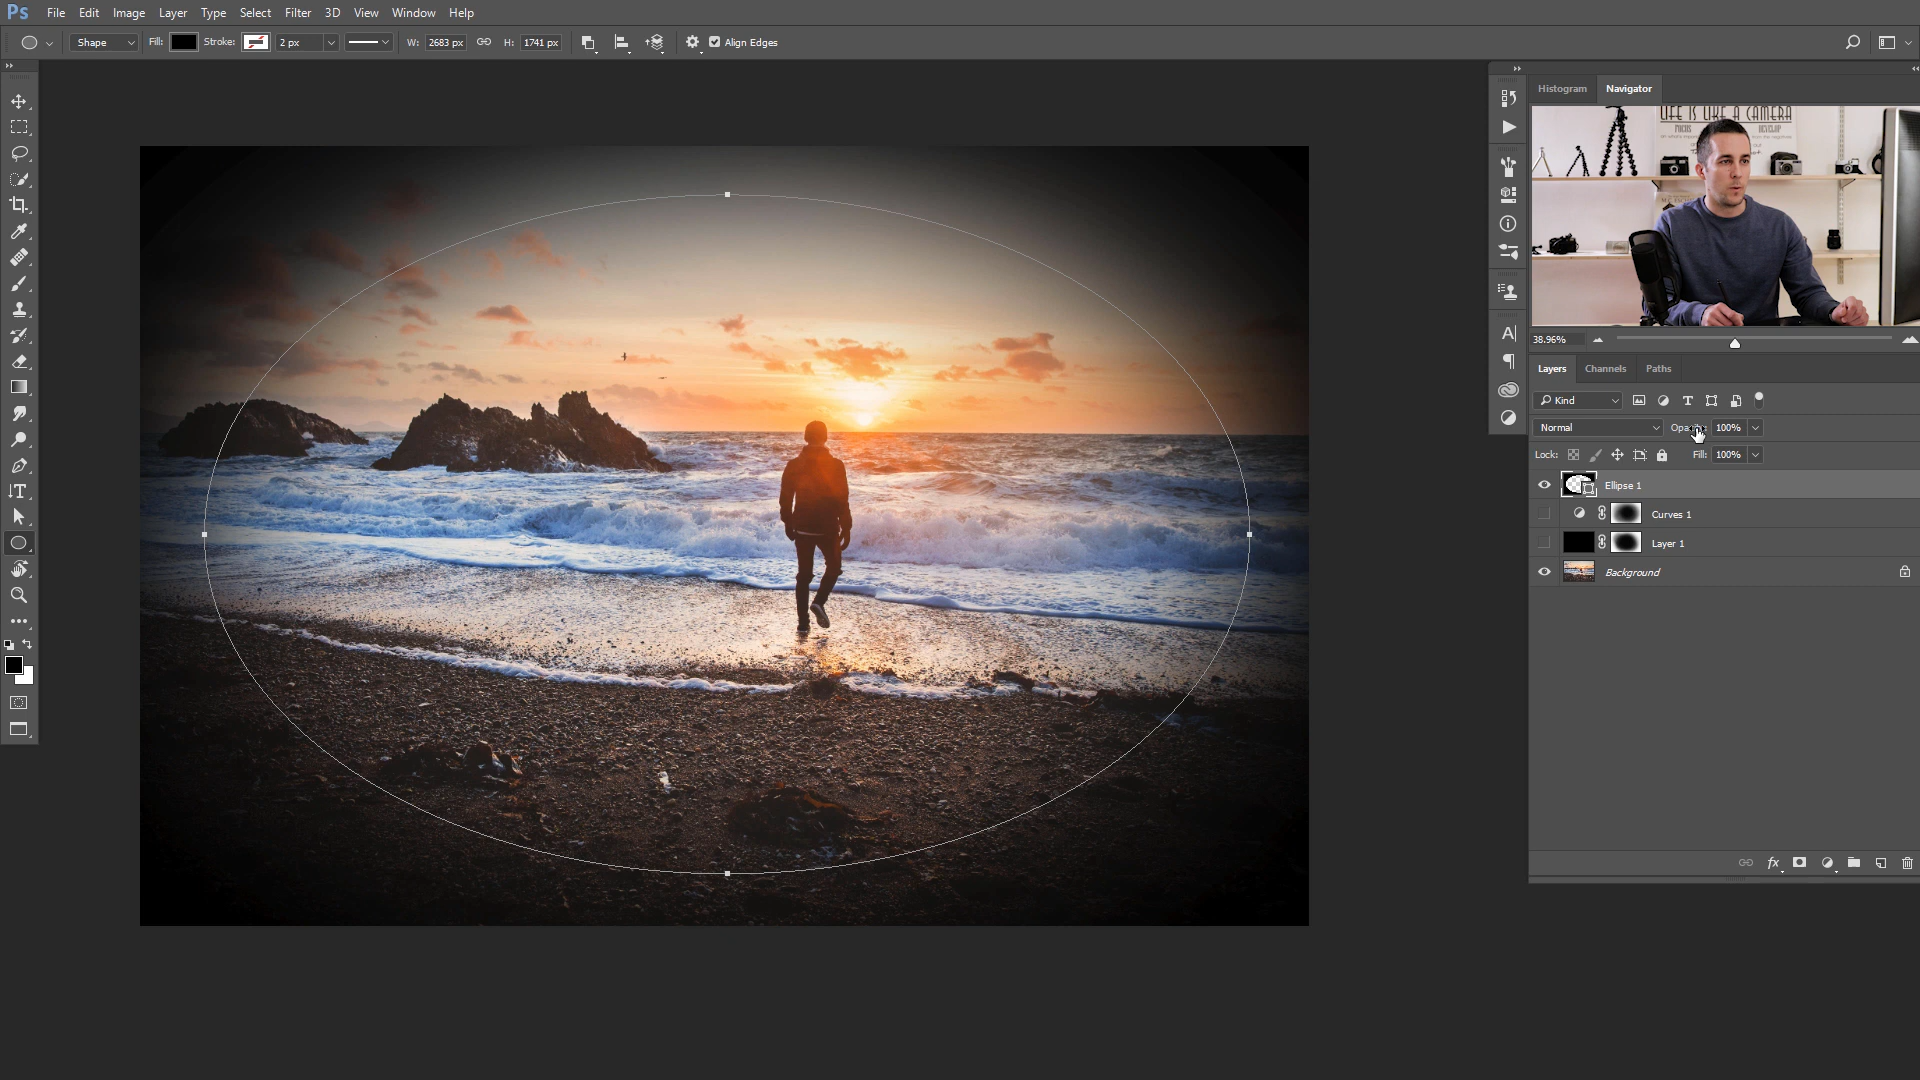 Ps File Edit Image Layer Type Select Filter 3D View Window Help
Shape Fill: Stroke: 2 px W: 2683 px H: 1741 px Align Edges
Histogram Navigator
LIFE IS LIKE A CAMERA
FOCUS DEVELOP
38.96%
Layers Channels Paths
Kind
Normal Opacity: 100%
Lock: Fill: 100%
Ellipse 1
Curves 1
Layer 1
Background